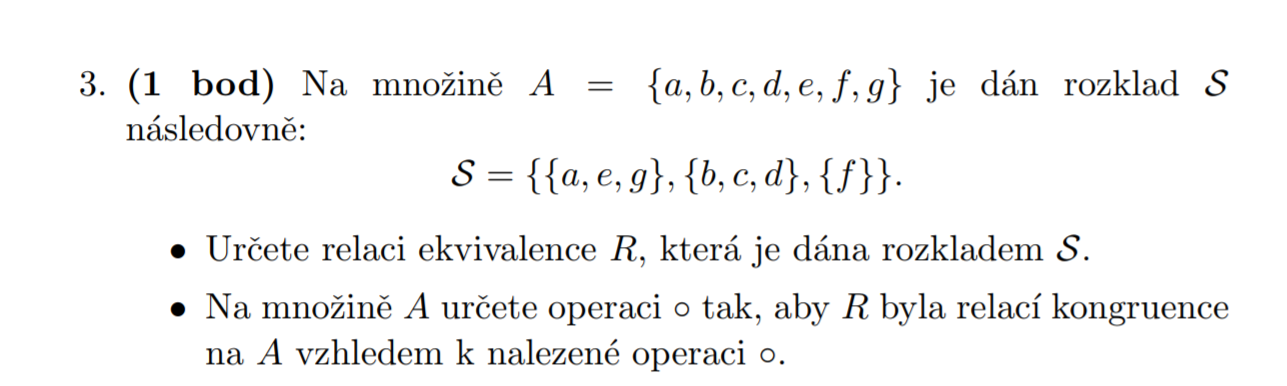 3. (1 bod) Na množině A = {a, b, c, d, e, f, g} je dán rozklad S
následovně:
S = {{a, e, g}, {b, c, d}, {f}}.
• Určete relaci ekvivalence R, která je dána rozkladem S.
• Na množině A určete operaci ∘ tak, aby R byla relací kongruence
na A vzhledem k nalezené operaci ∘.